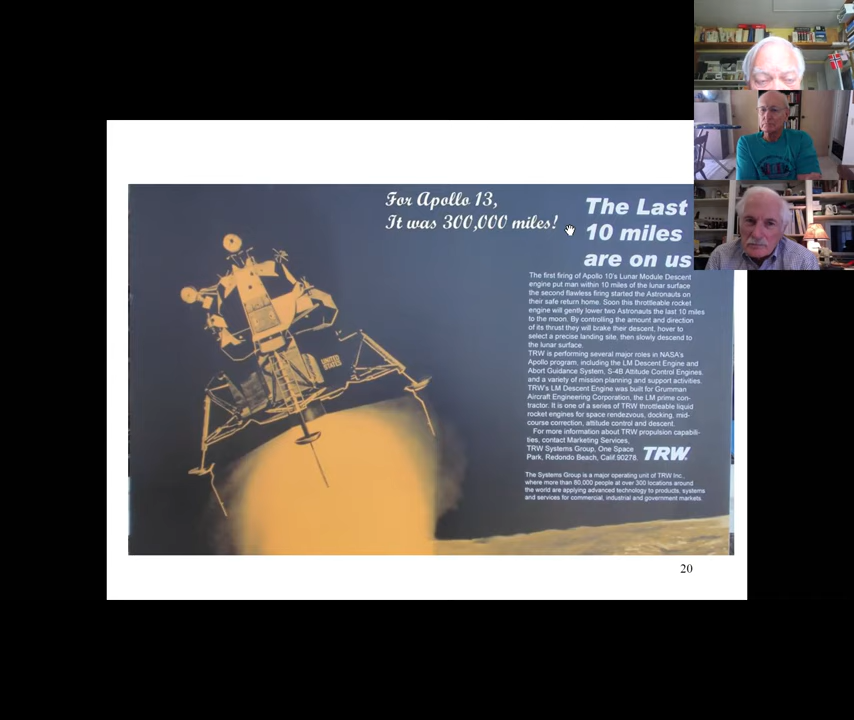 For Apollo 13,
It was 300,000 miles!
The Last
10 miles
are on us
The first firing of Apollo 10's Lunar Module Descent
engine put man within 10 miles of the lunar surface
the second flawless firing started the Astronauts on
their safe return home. Soon this throttleable rocket
engine will gently lower two Astronauts the last 10 miles
to the moon. By controlling the amount and direction
of its thrust they will brake their descent, hover to
select a precise landing site, then slowly descend to
the lunar surface.
TRW is performing several major roles in NASA's
Apollo program, including the LM Descent Engine and
Abort Guidance System, S-4B Attitude Control Engines,
and a variety of mission planning and support activities.
TRW's LM Descent Engine was built for Grumman
Aircraft Engineering Corporation, the LM prime con-
tractor. It is one of a series of TRW throttleable liquid
rocket engines for space rendezvous, docking, mid-
course correction, attitude control and descent.
For more information about TRW propulsion capabili-
ties, contact Marketing Services,
TRW Systems Group, One Space
Park, Redondo Beach, Calif. 90278.
TRW
The Systems Group is a major operating unit of TRW Inc.,
where more than 80,000 people at over 300 locations around
the world are applying advanced technology to products, systems
and services for commercial, industrial and government markets
UNITED
STATES
20